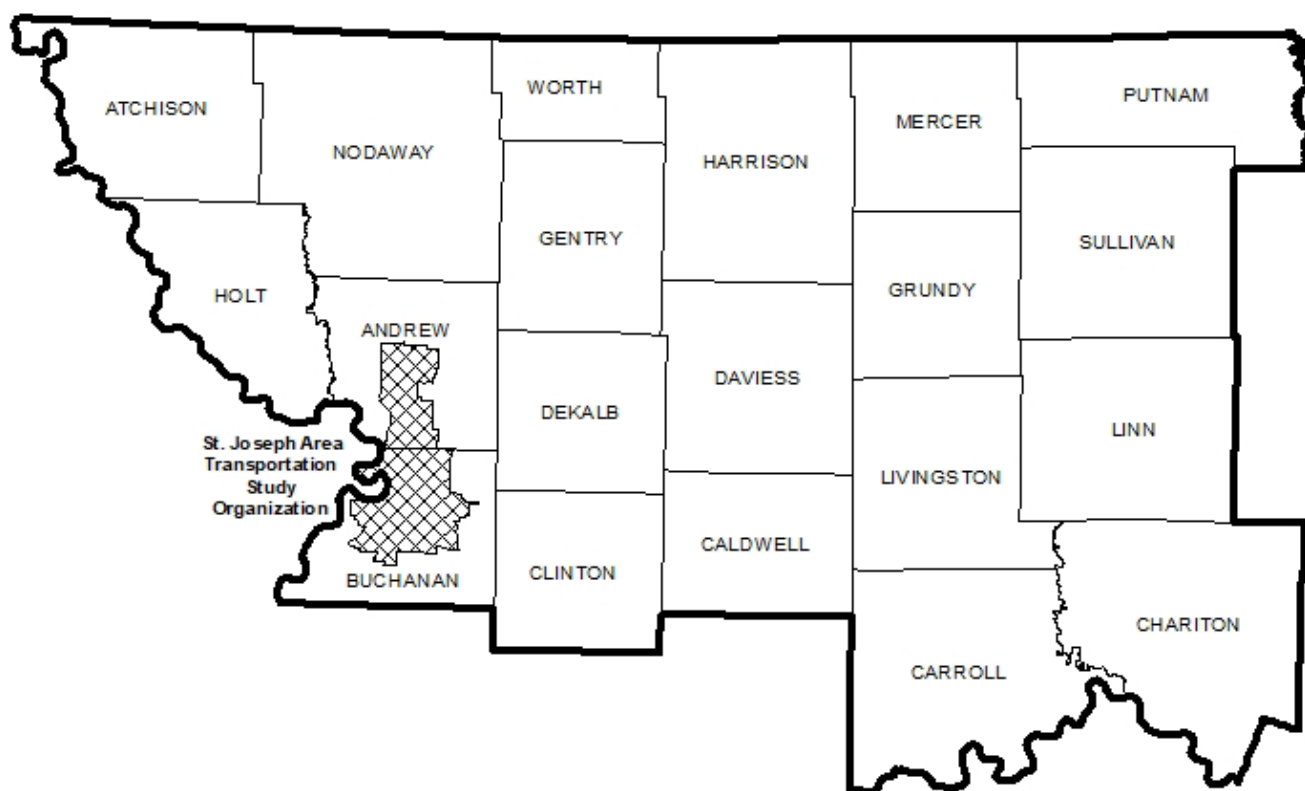 WORTH
PUTNAM
ATCHISON
MERCER
NODAWAY
HARRISON
GENTRY
SULLIVAN
GRUNDY
HOLT
ANDREW
DAVIESS
DEKALB
LINN
St. Joseph Area
Transportation
Study
Organization
LIVINGSTON
CALDWELL
BUCHANAN
CLINTON
CHARITON
CARROLL